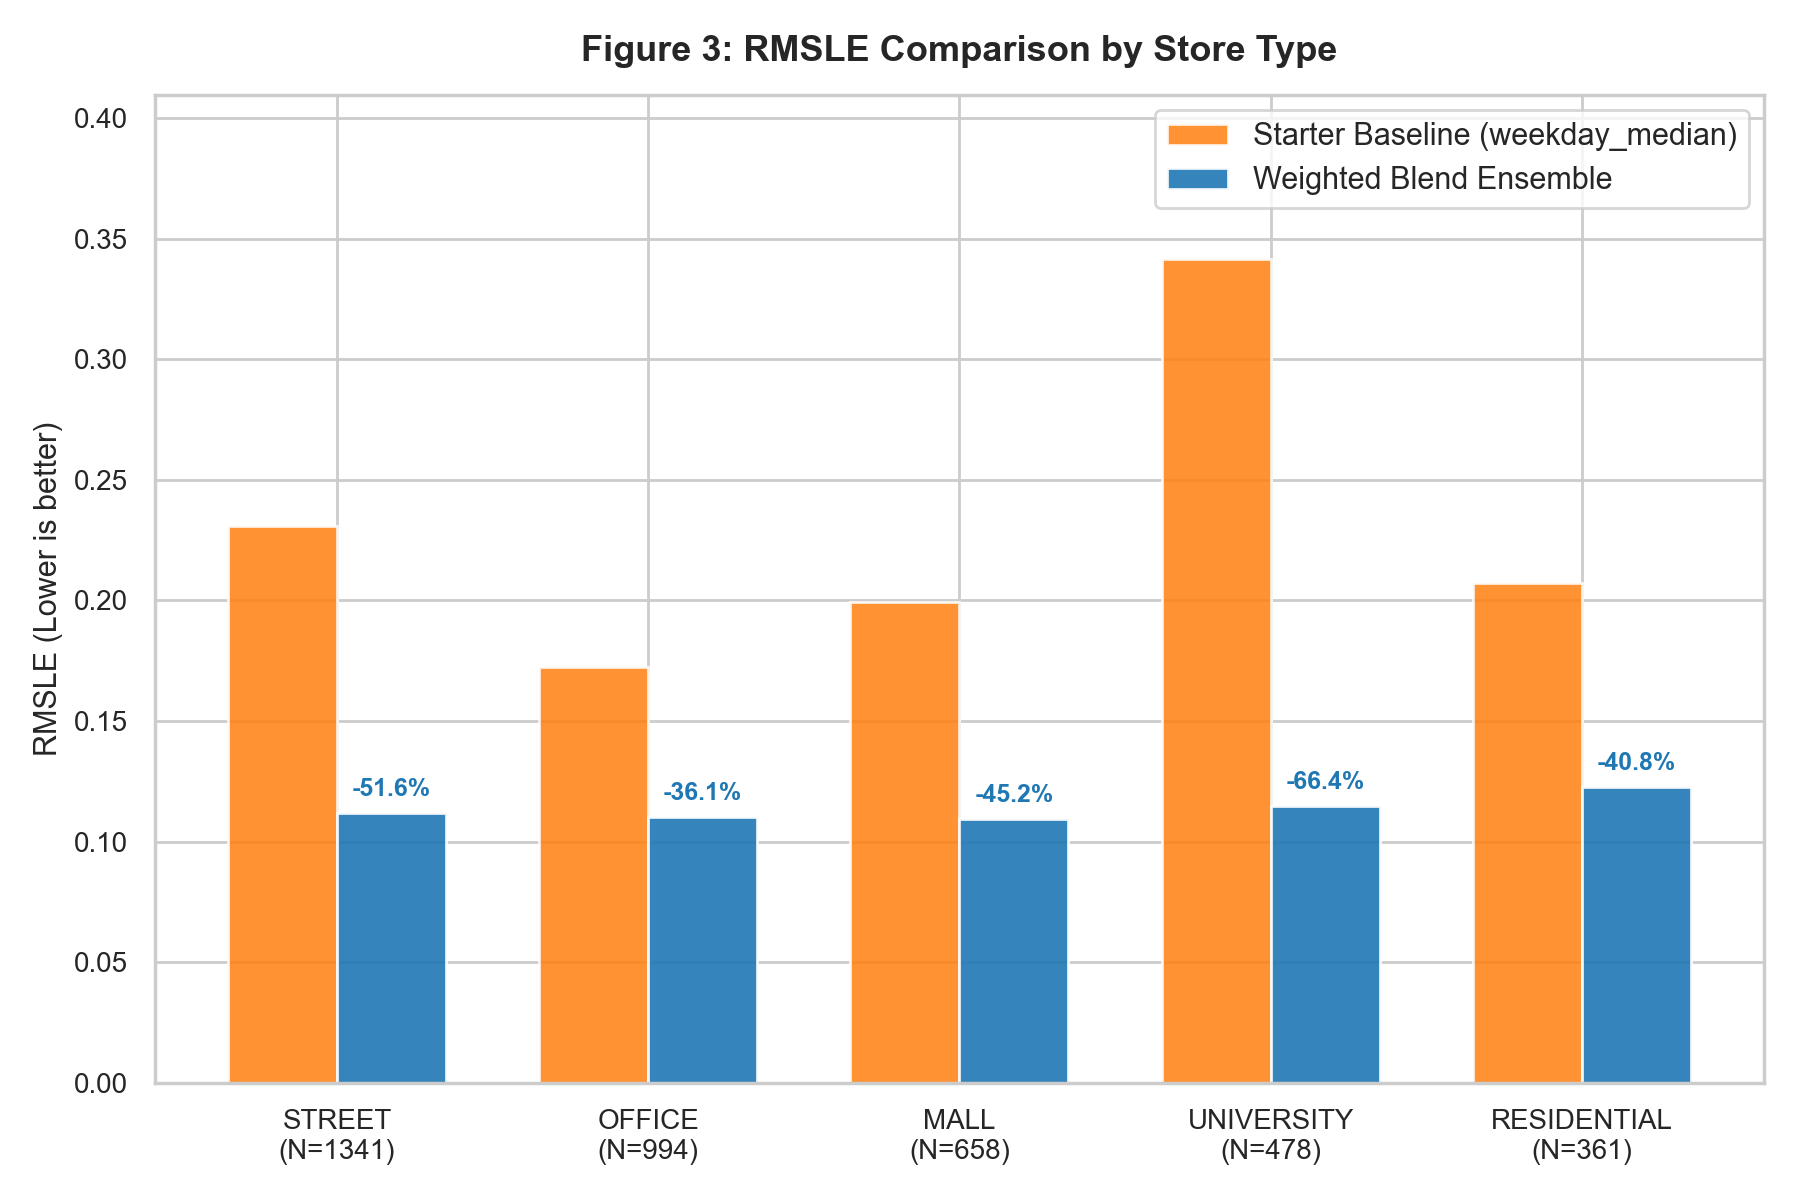 Figure 3: RMSLE Comparison by Store Type
Starter Baseline (weekday_median)
Weighted Blend Ensemble
RMSLE (Lower is better)
0.40
0.35
0.30
0.25
0.20
0.15
0.10
0.05
0.00
-51.6%
-36.1%
-45.2%
-66.4%
-40.8%
STREET
(N=1341)
OFFICE
(N=994)
MALL
(N=658)
UNIVERSITY
(N=478)
RESIDENTIAL
(N=361)